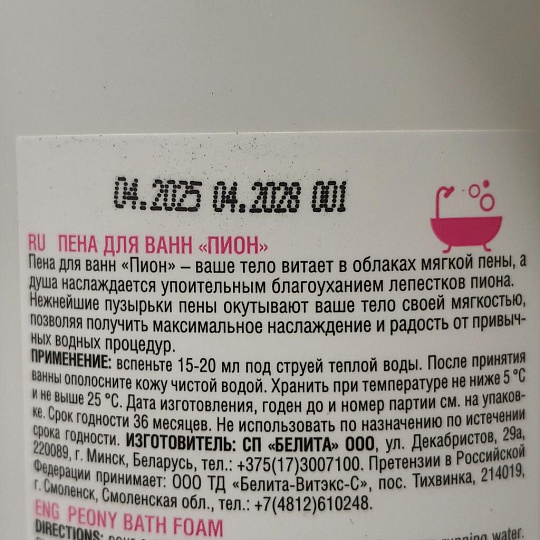 04.2025 04.2028 001
RU ПЕНА ДЛЯ ВАНН «ПИОН»
Пена для ванн «Пион» – ваше тело витает в облаках мягкой пены, а
душа наслаждается упоительным благоуханием лепестков пиона.
Нежнейшие пузырьки пены окутывают ваше тело своей мягкостью,
позволяя получить максимальное наслаждение и радость от привыч-
ных водных процедур.
ПРИМЕНЕНИЕ: вспеньте 15-20 мл под струей теплой воды. После принятия
ванны ополосните кожу чистой водой. Хранить при температуре не ниже 5 °C
и не выше 25 °C. Дата изготовления, годен до и номер партии см. на упаков-
ке. Срок годности 36 месяцев. Не использовать по назначению по истечении
срока годности. ИЗГОТОВИТЕЛЬ: СП «БЕЛИТА» ООО, ул. Декабристов, 29а,
220089, г. Минск, Беларусь, тел.: +375(17)3007100. Претензии в Российской
Федерации принимает: ООО ТД «Белита-Витэкс-С», пос. Тихвинка, 214019,
г. Смоленск, Смоленская обл., тел.: +7(4812)610248.
ENG PEONY BATH FOAM
DIRECTIONS: running water.